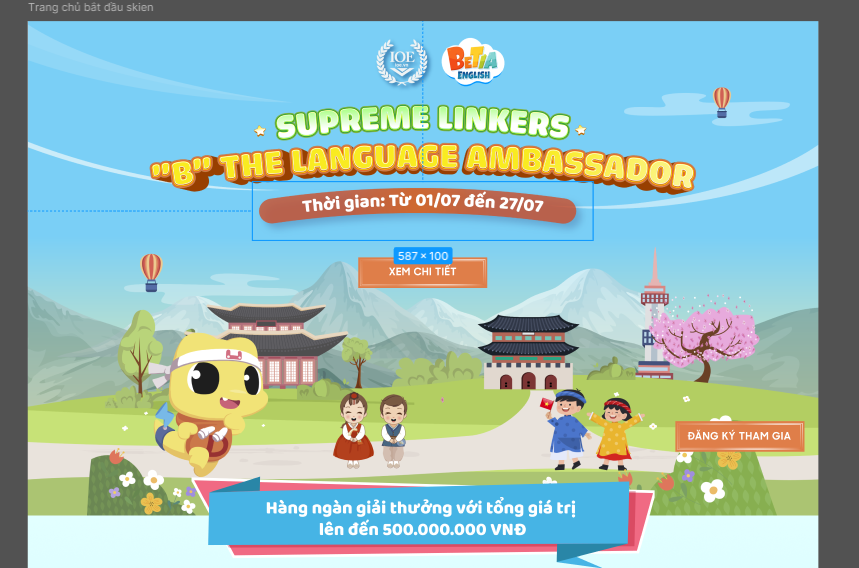 Trang chủ bắt đầu skien
IOE
BeTIA
ENGLISH
SUPREME LINKERS
"B" THE LANGUAGE AMBASSADOR
Thời gian: Từ 01/07 đến 27/07
587 × 100
XEM CHI TIẾT
ĐĂNG KÝ THAM GIA
Hàng ngàn giải thưởng với tổng giá trị
lên đến 500.000.000 VNĐ